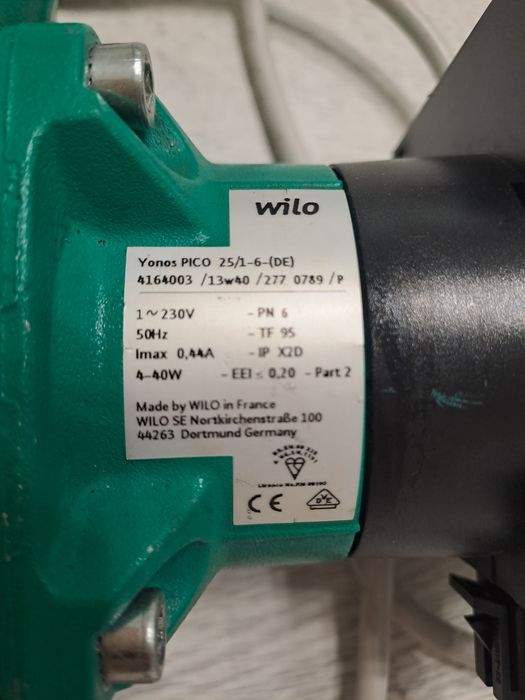 wilo
Yonos PICO 25/1-6-(DE)
4164003 /13w40 /277 0789 /P
1~230V - PN 6
50Hz - TF 95
Imax 0,44A - IP X2D
4-40W - EEI ≤ 0,20 - Part 2
Made by WILO in France
WILO SE Nortkirchenstraße 100
44263 Dortmund Germany
CE DVE